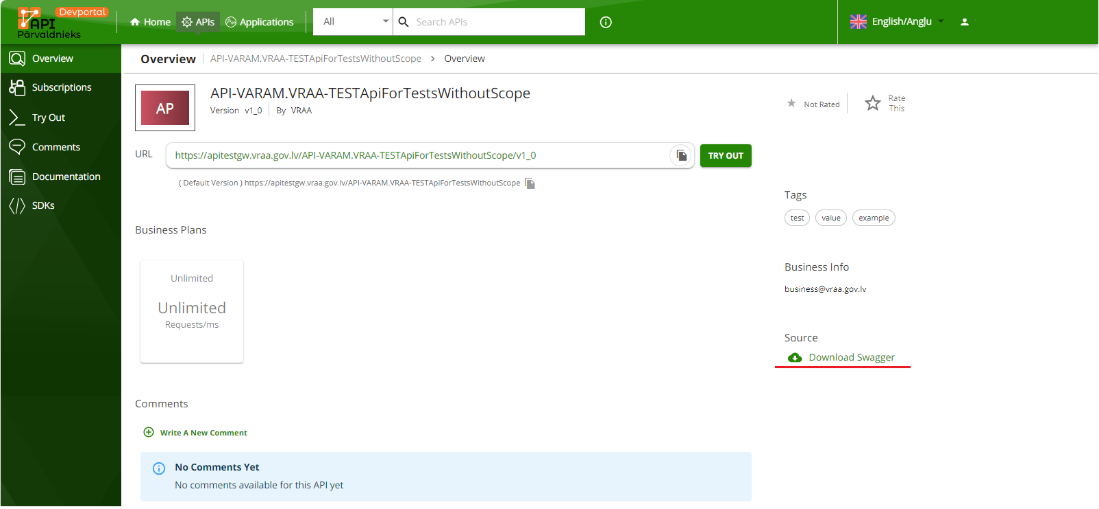 Devportal
API
Pārvaldnieks
Home
APIs
Applications
All
Search APIs
English/Angļu
Overview
Subscriptions
Try Out
Comments
Documentation
SDKs
Overview
API-VARAM.VRAA-TESTApiForTestsWithoutScope > Overview
AP
API-VARAM.VRAA-TESTApiForTestsWithoutScope
Version v1_0
By VRAA
Not Rated
Rate
This
URL
https://apitestgw.vraa.gov.lv/API-VARAM.VRAA-TESTApiForTestsWithoutScope/v1_0
TRY OUT
( Default Version ) https://apitestgw.vraa.gov.lv/API-VARAM.VRAA-TESTApiForTestsWithoutScope
Tags
test
value
example
Business Plans
Unlimited
Unlimited
Requests/ms
Business Info
business@vraa.gov.lv
Source
Download Swagger
Comments
Write A New Comment
No Comments Yet
No comments available for this API yet